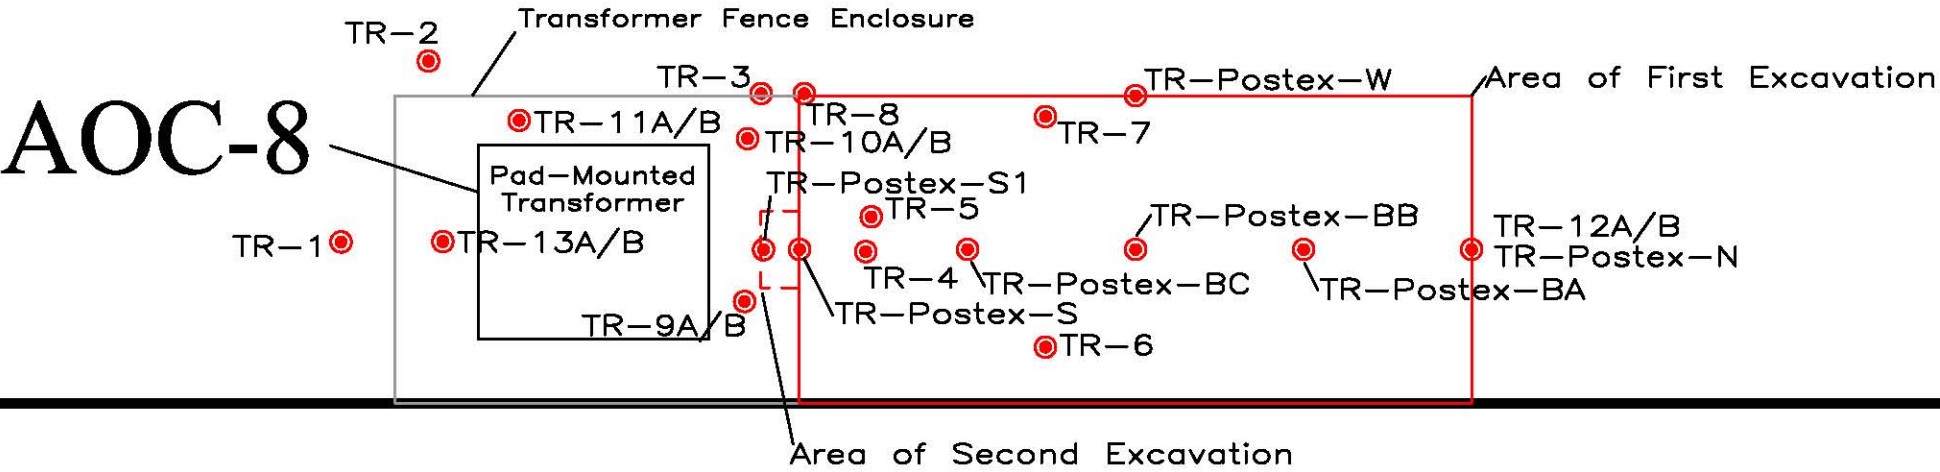 Transformer Fence Enclosure
TR-2
TR-3
TR-Postex-W
Area of First Excavation
AOC-8
TR-11A/B
TR-8
TR-7
TR-10A/B
Pad-Mounted
Transformer
TR-Postex-S1
TR-5
TR-Postex-BB
TR-12A/B
TR-1
TR-13A/B
TR-Postex-N
TR-4
TR-Postex-BC
TR-Postex-BA
TR-Postex-S
TR-9A/B
TR-6
Area of Second Excavation